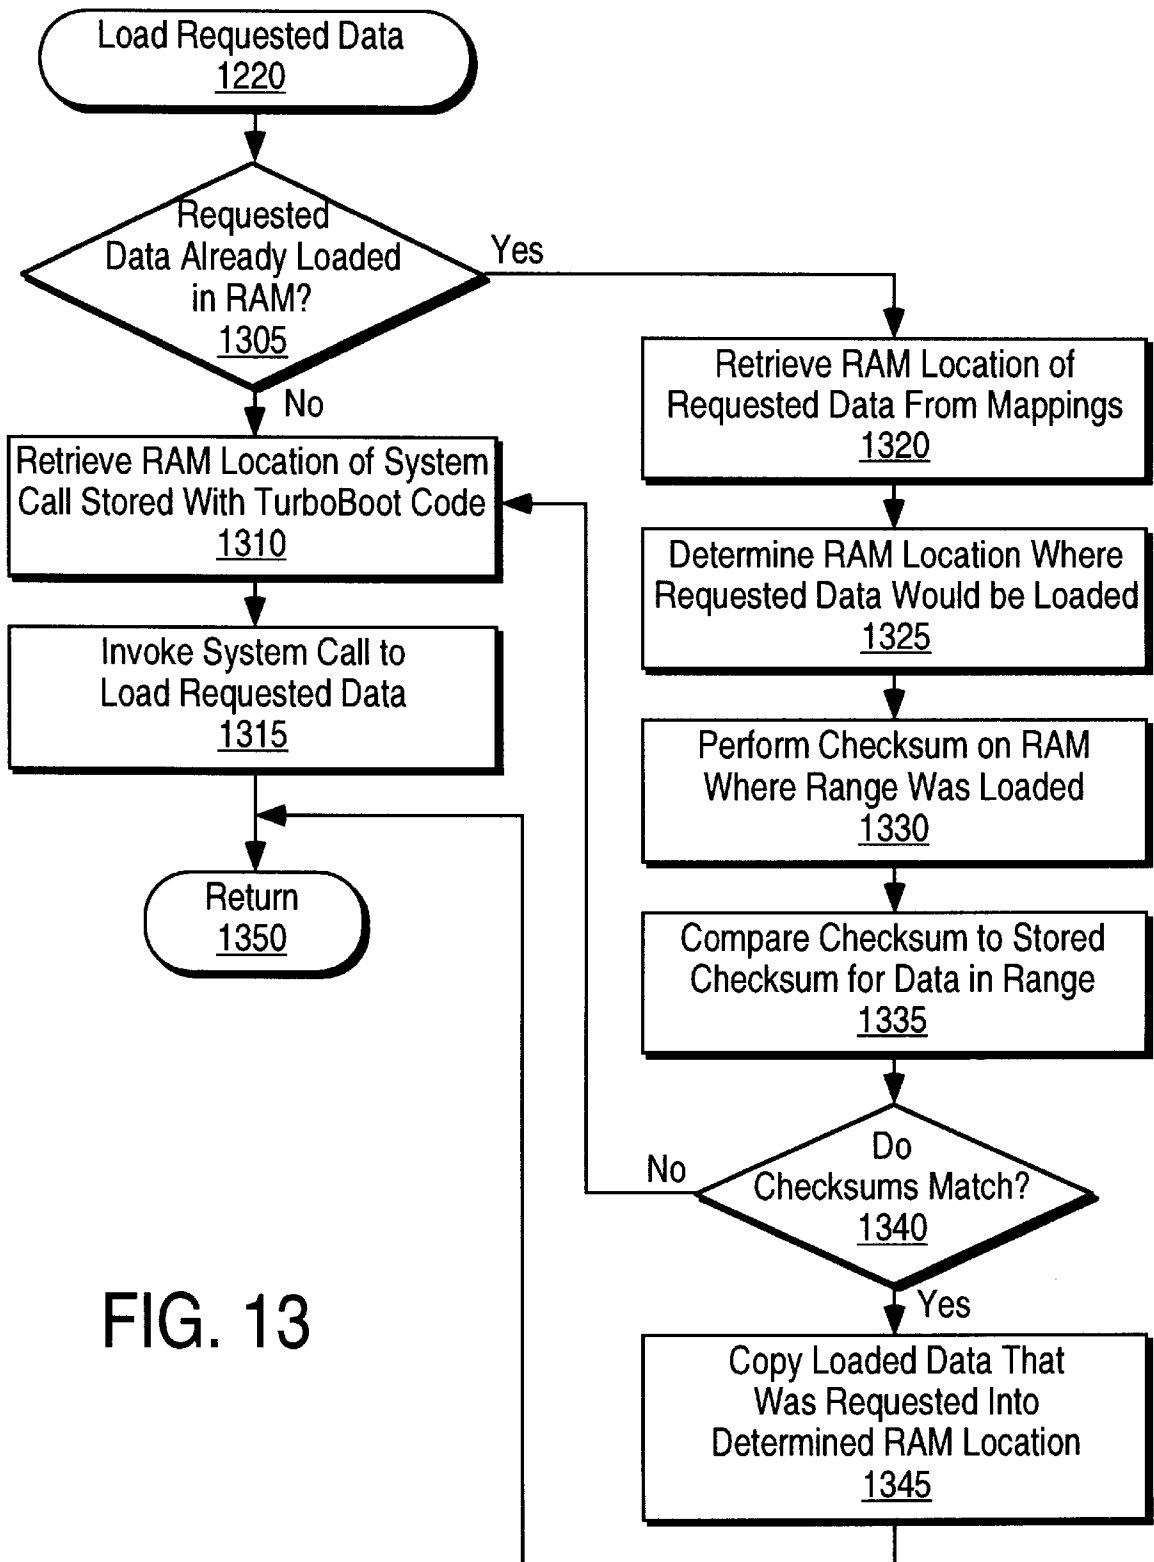 Load Requested Data
1220
Requested
Data Already Loaded
in RAM?
1305
Yes
No
Retrieve RAM Location of System
Call Stored With TurboBoot Code
1310
Invoke System Call to
Load Requested Data
1315
Return
1350
Retrieve RAM Location of
Requested Data From Mappings
1320
Determine RAM Location Where
Requested Data Would be Loaded
1325
Perform Checksum on RAM
Where Range Was Loaded
1330
Compare Checksum to Stored
Checksum for Data in Range
1335
Do
Checksums Match?
1340
No
Yes
Copy Loaded Data That
Was Requested Into
Determined RAM Location
1345
FIG. 13